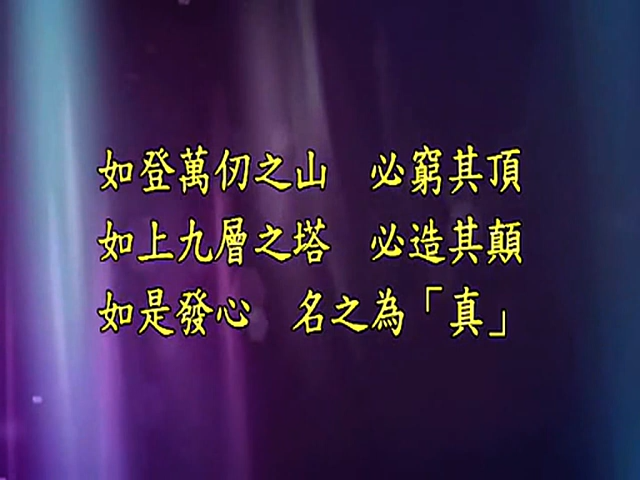 如登萬仞之山　必窮其頂
如上九層之塔　必造其顛
如是發心　名之為「真」